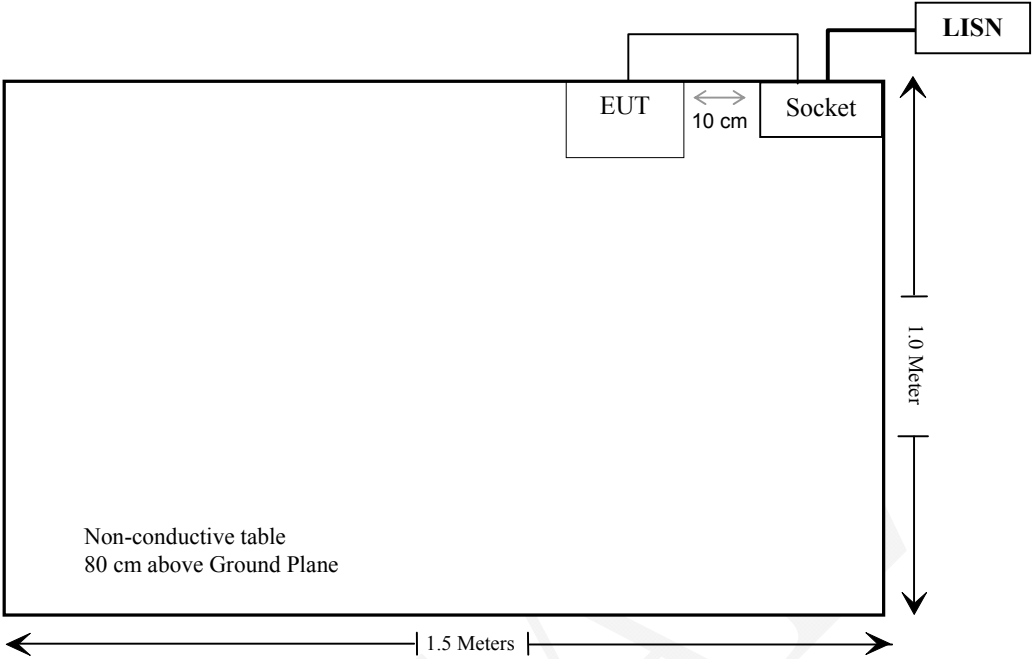 LISN
EUT
Socket
10 cm
1.0 Meter
Non-conductive table
80 cm above Ground Plane
1.5 Meters